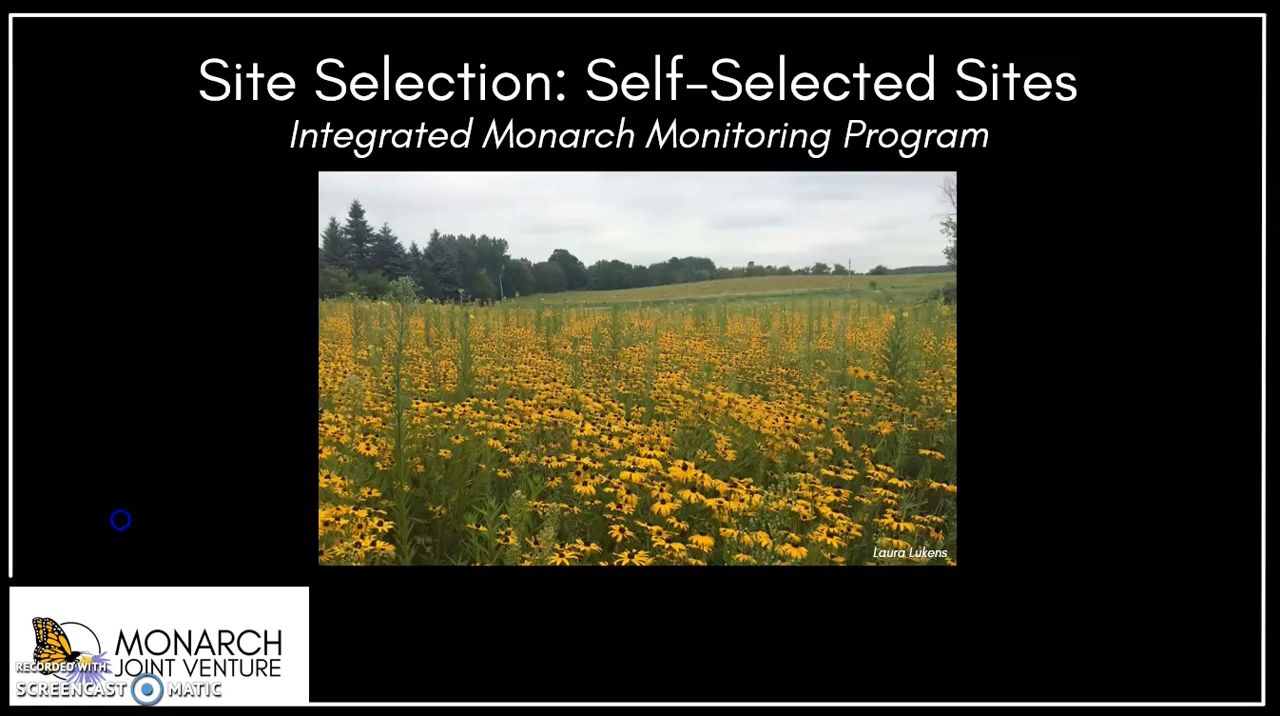 Site Selection: Self-Selected Sites
Integrated Monarch Monitoring Program
Laura Lukens
MONARCH
JOINT VENTURE
RECORDED WITH
SCREENCAST MATIC